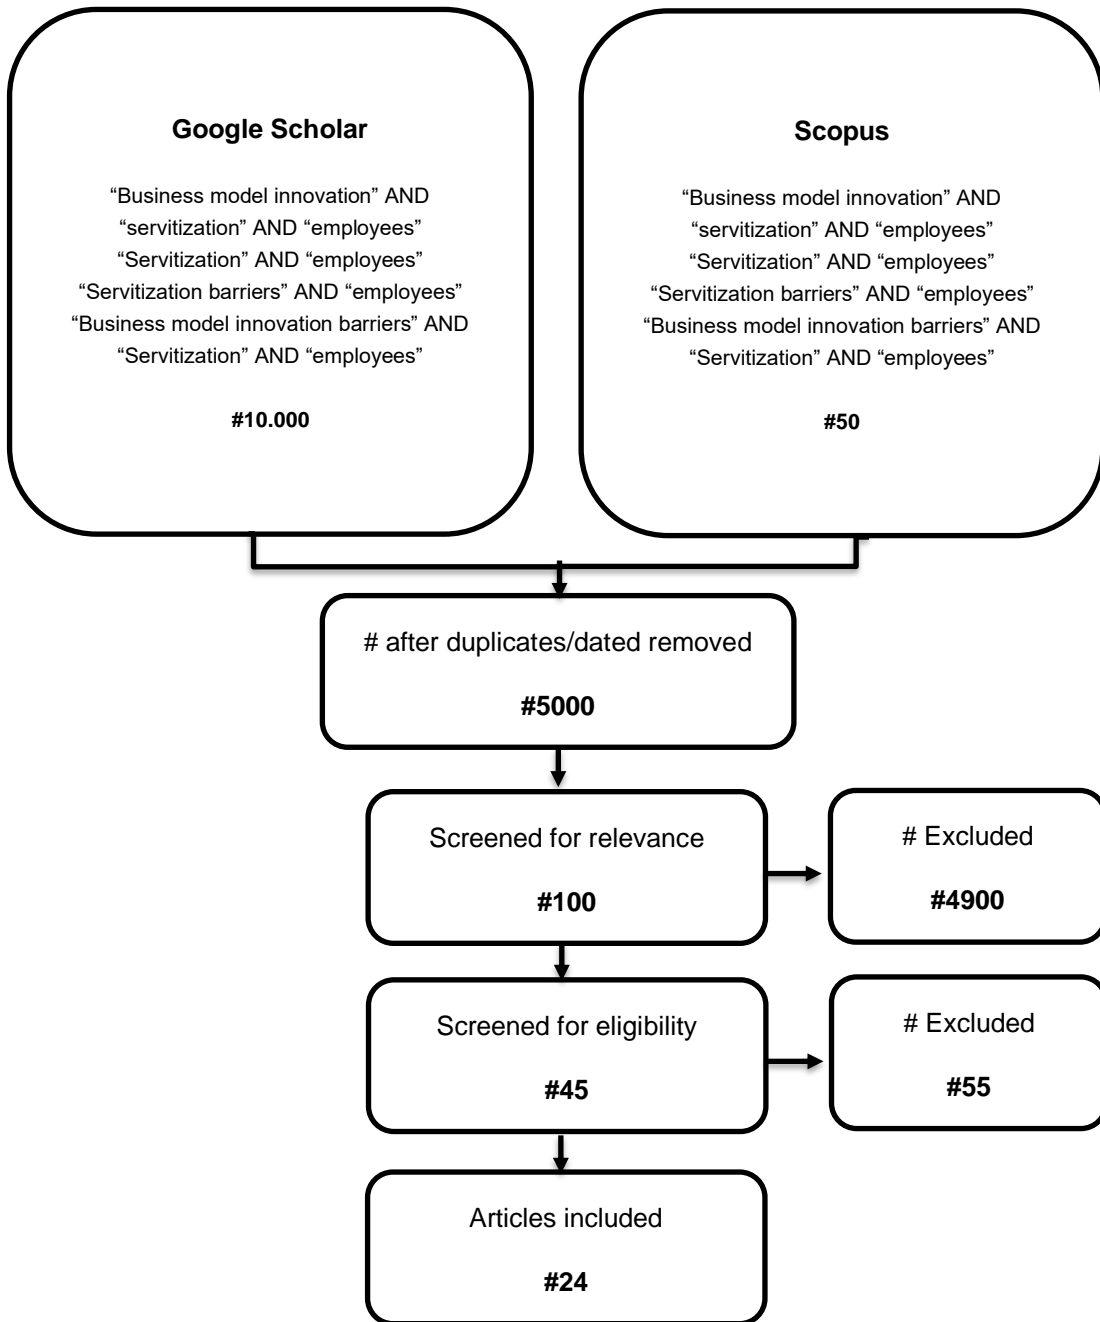 Google Scholar
“Business model innovation” AND
“servitization” AND “employees”
“Servitization” AND “employees”
“Servitization barriers” AND “employees”
“Business model innovation barriers” AND
“Servitization” AND “employees”
#10.000
Scopus
“Business model innovation” AND
“servitization” AND “employees”
“Servitization” AND “employees”
“Servitization barriers” AND “employees”
“Business model innovation barriers” AND
“Servitization” AND “employees”
#50
# after duplicates/dated removed
#5000
Screened for relevance
#100
# Excluded
#4900
Screened for eligibility
#45
# Excluded
#55
Articles included
#24